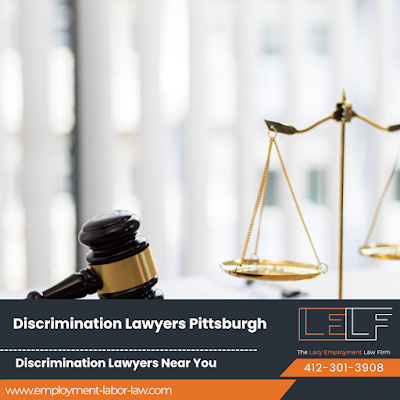 Discrimination Lawyers Pittsburgh
Discrimination Lawyers Near You
www.employment-labor-law.com
LELF
The Lacy Employment Law Firm
412-301-3908